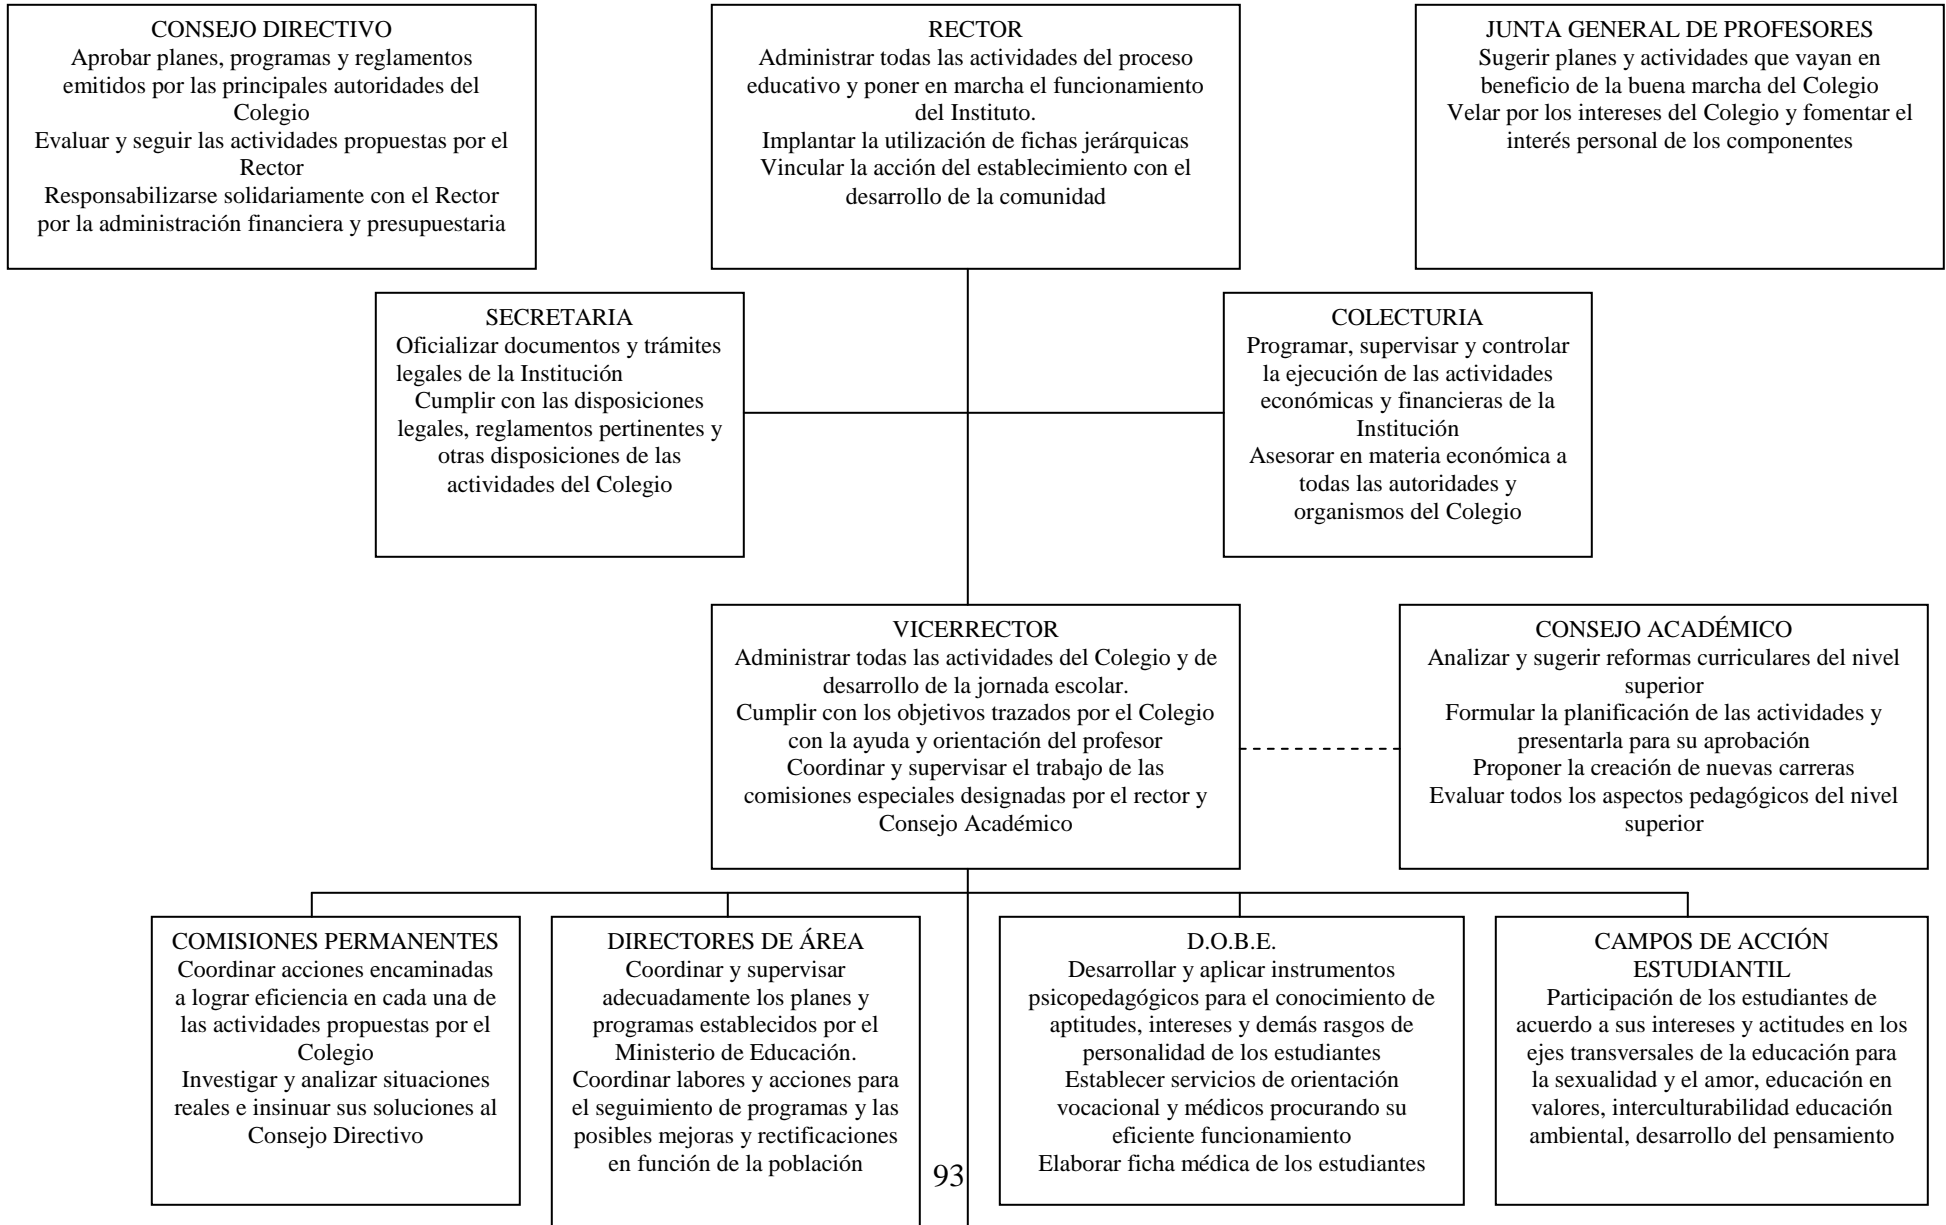 CONSEJO DIRECTIVO
Aprobar planes, programas y reglamentos
emitidos por las principales autoridades del
Colegio
Evaluar y seguir las actividades propuestas por el
Rector
Responsabilizarse solidariamente con el Rector
por la administración financiera y presupuestaria
RECTOR
Administrar todas las actividades del proceso
educativo y poner en marcha el funcionamiento
del Instituto.
Implantar la utilización de fichas jerárquicas
Vincular la acción del establecimiento con el
desarrollo de la comunidad
JUNTA GENERAL DE PROFESORES
Sugerir planes y actividades que vayan en
beneficio de la buena marcha del Colegio
Velar por los intereses del Colegio y fomentar el
interés personal de los componentes
SECRETARIA
Oficializar documentos y trámites
legales de la Institución
Cumplir con las disposiciones
legales, reglamentos pertinentes y
otras disposiciones de las
actividades del Colegio
COLECTURIA
Programar, supervisar y controlar
la ejecución de las actividades
económicas y financieras de la
Institución
Asesorar en materia económica a
todas las autoridades y
organismos del Colegio
VICERRECTOR
Administrar todas las actividades del Colegio y de
desarrollo de la jornada escolar.
Cumplir con los objetivos trazados por el Colegio
con la ayuda y orientación del profesor
Coordinar y supervisar el trabajo de las
comisiones especiales designadas por el rector y
Consejo Académico
CONSEJO ACADÉMICO
Analizar y sugerir reformas curriculares del nivel
superior
Formular la planificación de las actividades y
presentarla para su aprobación
Proponer la creación de nuevas carreras
Evaluar todos los aspectos pedagógicos del nivel
superior
COMISIONES PERMANENTES
Coordinar acciones encaminadas
a lograr eficiencia en cada una de
las actividades propuestas por el
Colegio
Investigar y analizar situaciones
reales e insinuar sus soluciones al
Consejo Directivo
DIRECTORES DE ÁREA
Coordinar y supervisar
adecuadamente los planes y
programas establecidos por el
Ministerio de Educación.
Coordinar labores y acciones para
el seguimiento de programas y las
posibles mejoras y rectificaciones
en función de la población
D.O.B.E.
Desarrollar y aplicar instrumentos
psicopedagógicos para el conocimiento de
aptitudes, intereses y demás rasgos de
personalidad de los estudiantes
Establecer servicios de orientación
vocacional y médicos procurando su
eficiente funcionamiento
Elaborar ficha médica de los estudiantes
CAMPOS DE ACCIÓN
ESTUDIANTIL
Participación de los estudiantes de
acuerdo a sus intereses y actitudes en los
ejes transversales de la educación para
la sexualidad y el amor, educación en
valores, interculturabilidad educación
ambiental, desarrollo del pensamiento
93